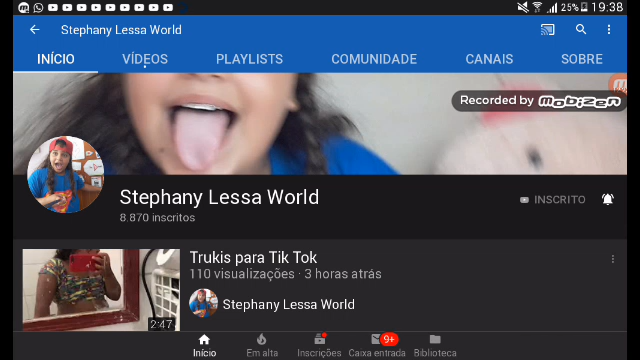 25% 19:38
Stephany Lessa World
INÍCIO VÍDEOS PLAYLISTS COMUNIDADE CANAIS SOBRE
Recorded by mobizen
Stephany Lessa World
8.870 inscritos
INSCRITO
Trukis para Tik Tok
110 visualizações · 3 horas atrás
Stephany Lessa World
2:47
9+
Início Em alta Inscrições Caixa entrada Biblioteca